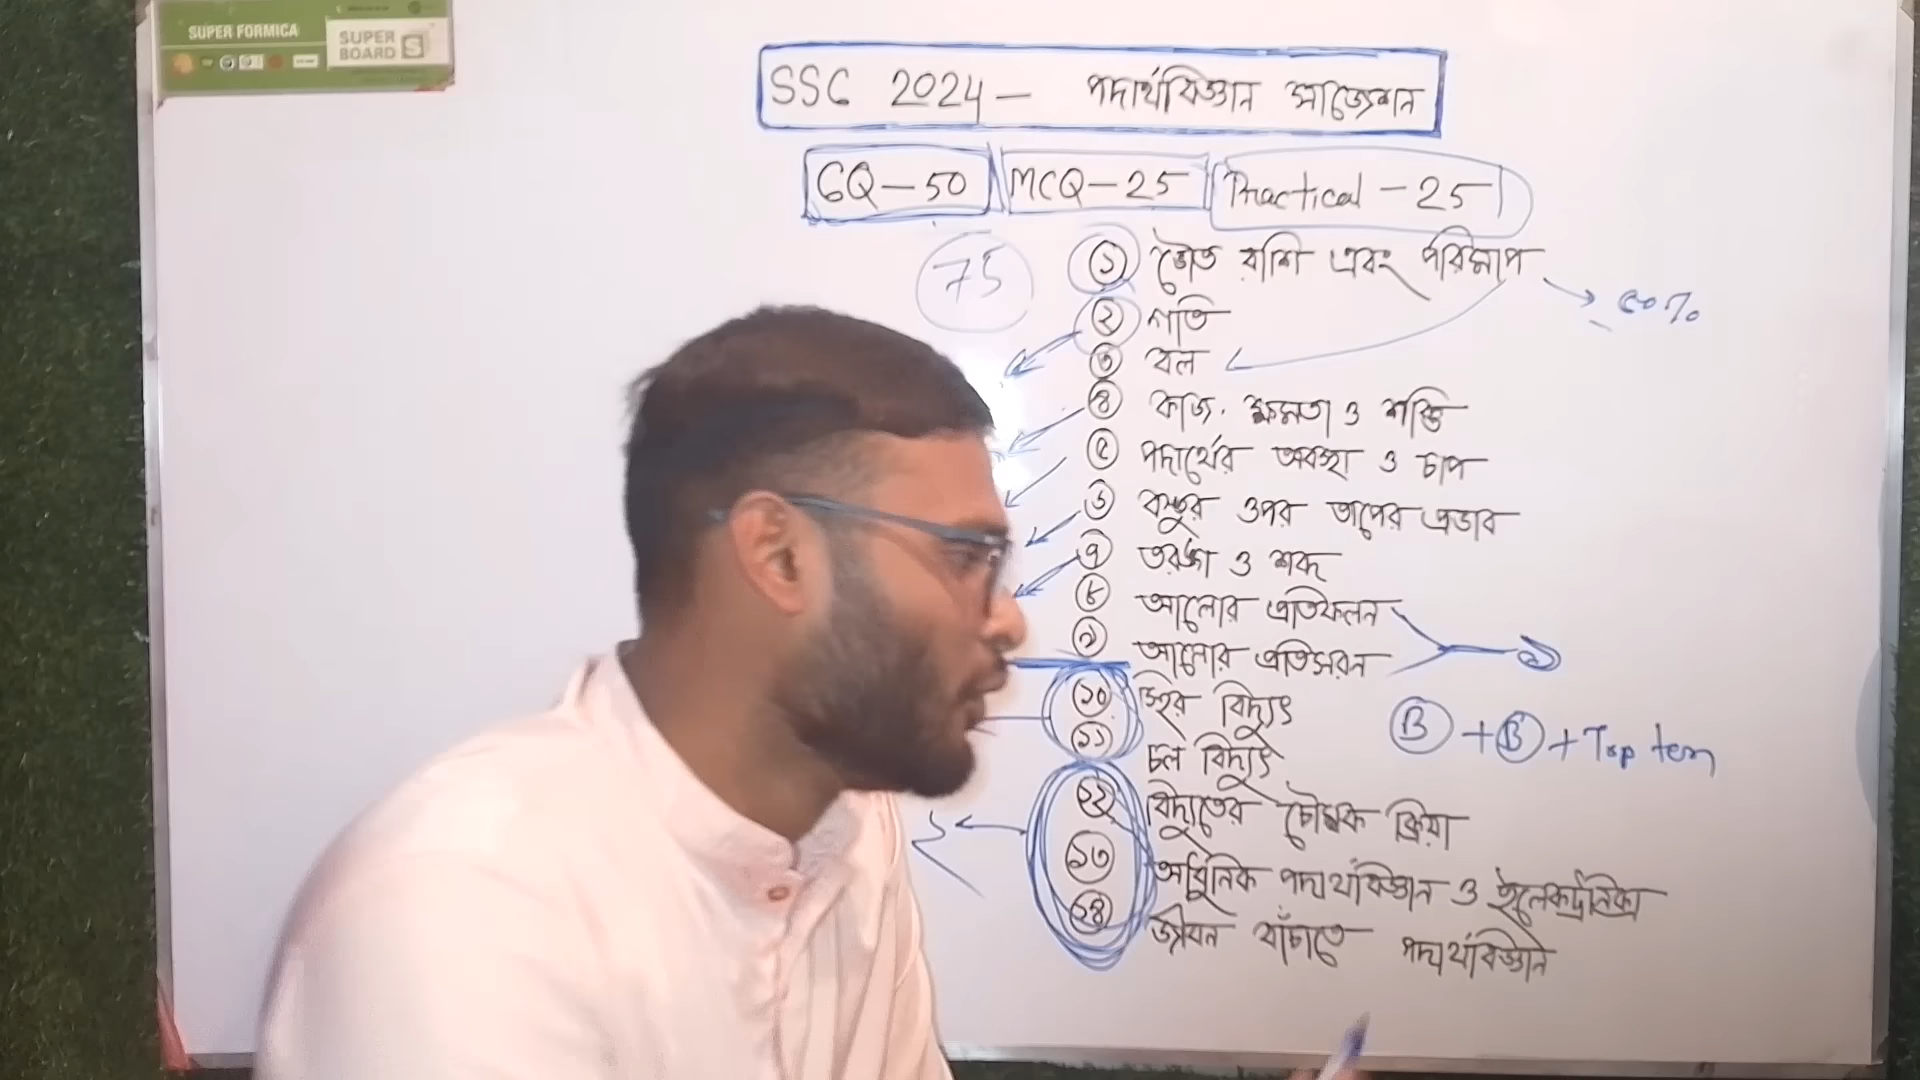 SUPER FORMICA
SUPER BOARD S
SSC 2024 — পদার্থবিজ্ঞান সাজেশন
CQ — 50 MCQ — 25 Practical — 25
75
১ ভৌত রাশি এবং পরিমাপ → ৫০%
২ গতি
৩ বল
৪ কাজ, ক্ষমতা ও শক্তি
৫ পদার্থের অবস্থা ও চাপ
৬ বস্তুর ওপর তাপের প্রভাব
৭ তরঙ্গ ও শব্দ
৮ আলোর প্রতিফলন
৯ আলোর প্রতিসরন
১০ স্থির বিদ্যুৎ
১১ চল বিদ্যুৎ
B + B + Top ten
১২ বিদ্যুতের চৌম্বক ক্রিয়া
১৩ আধুনিক পদার্থবিজ্ঞান ও ইলেকট্রনিক্স
১৪ জীবন বাঁচাতে পদার্থবিজ্ঞান